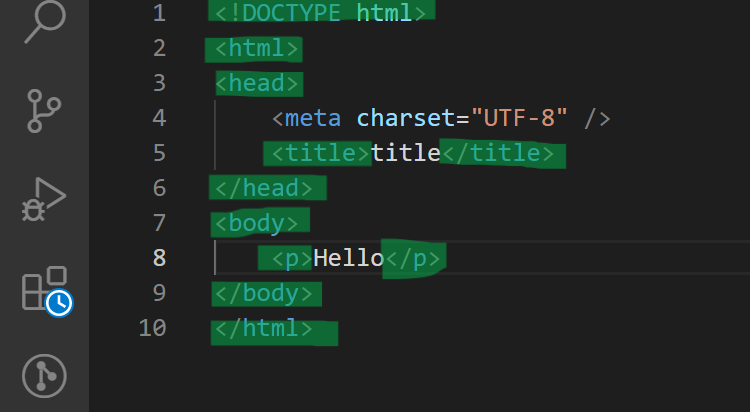 1 <!DOCTYPE html>
2 <html>
3 <head>
4     <meta charset="UTF-8" />
5     <title>title</title>
6 </head>
7 <body>
8     <p>Hello</p>
9 </body>
10 </html>